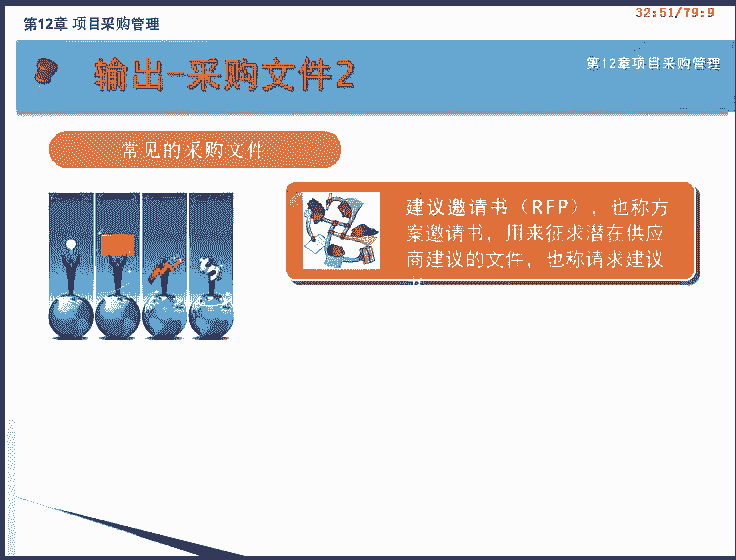 第12章 项目采购管理
32:51/79:9
输出-采购文件2
第12章项目采购管理
常见的采购文件
建议邀请书（RFP），也称方
案邀请书，用来征求潜在供应
商建议的文件，也称请求建议